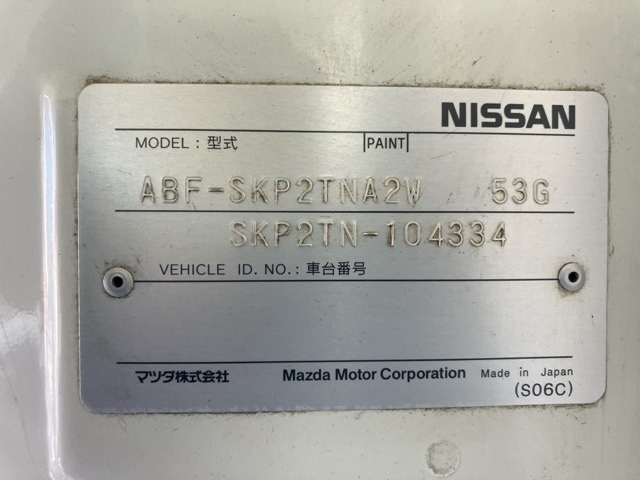 NISSAN
MODEL : 型式 PAINT
ABF-SKP2TNA2W 53G
SKP2TN-104334
VEHICLE ID. NO. : 車台番号
マツダ株式会社 Mazda Motor Corporation Made in Japan
(S06C)